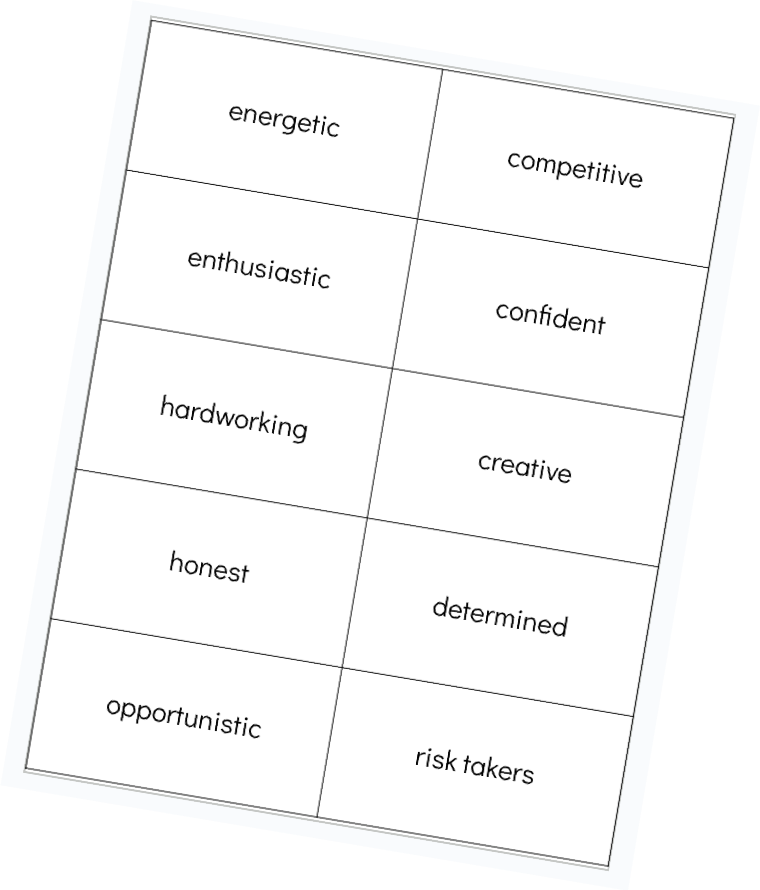 energetic
competitive
enthusiastic
confident
hardworking
creative
honest
determined
opportunistic
risk takers